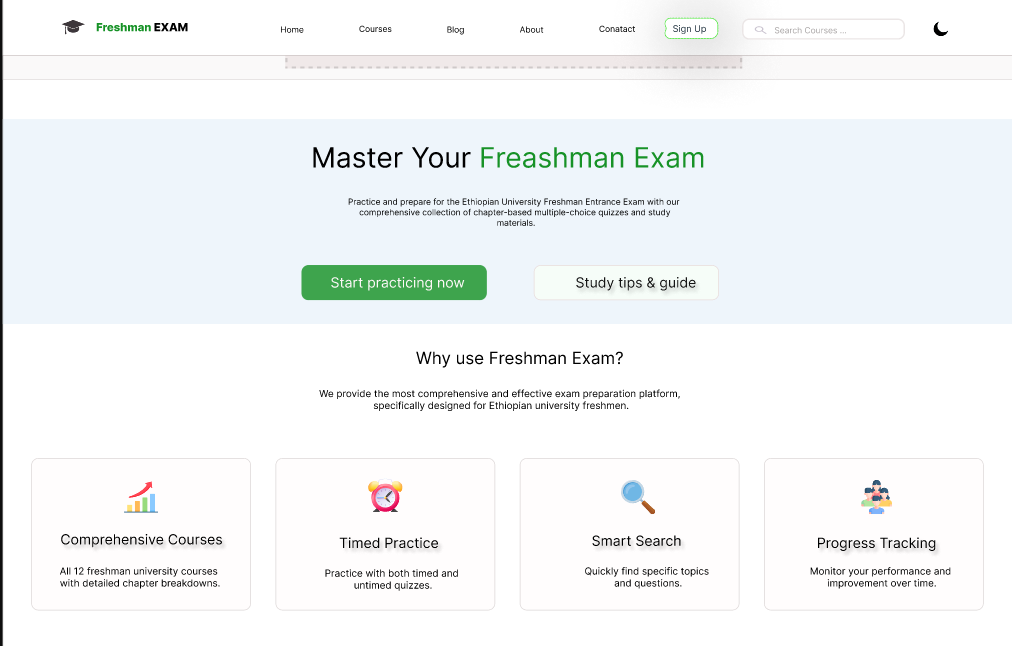 Freshman EXAM
Home
Courses
Blog
About
Conatact
Sign Up
Search Courses ...
Master Your Freashman Exam
Practice and prepare for the Ethiopian University Freshman Entrance Exam with our
comprehensive collection of chapter-based multiple-choice quizzes and study
materials.
Start practicing now
Study tips & guide
Why use Freshman Exam?
We provide the most comprehensive and effective exam preparation platform,
specifically designed for Ethiopian university freshmen.
Comprehensive Courses
All 12 freshman university courses
with detailed chapter breakdowns.
Timed Practice
Practice with both timed and
untimed quizzes.
Smart Search
Quickly find specific topics
and questions.
Progress Tracking
Monitor your performance and
improvement over time.